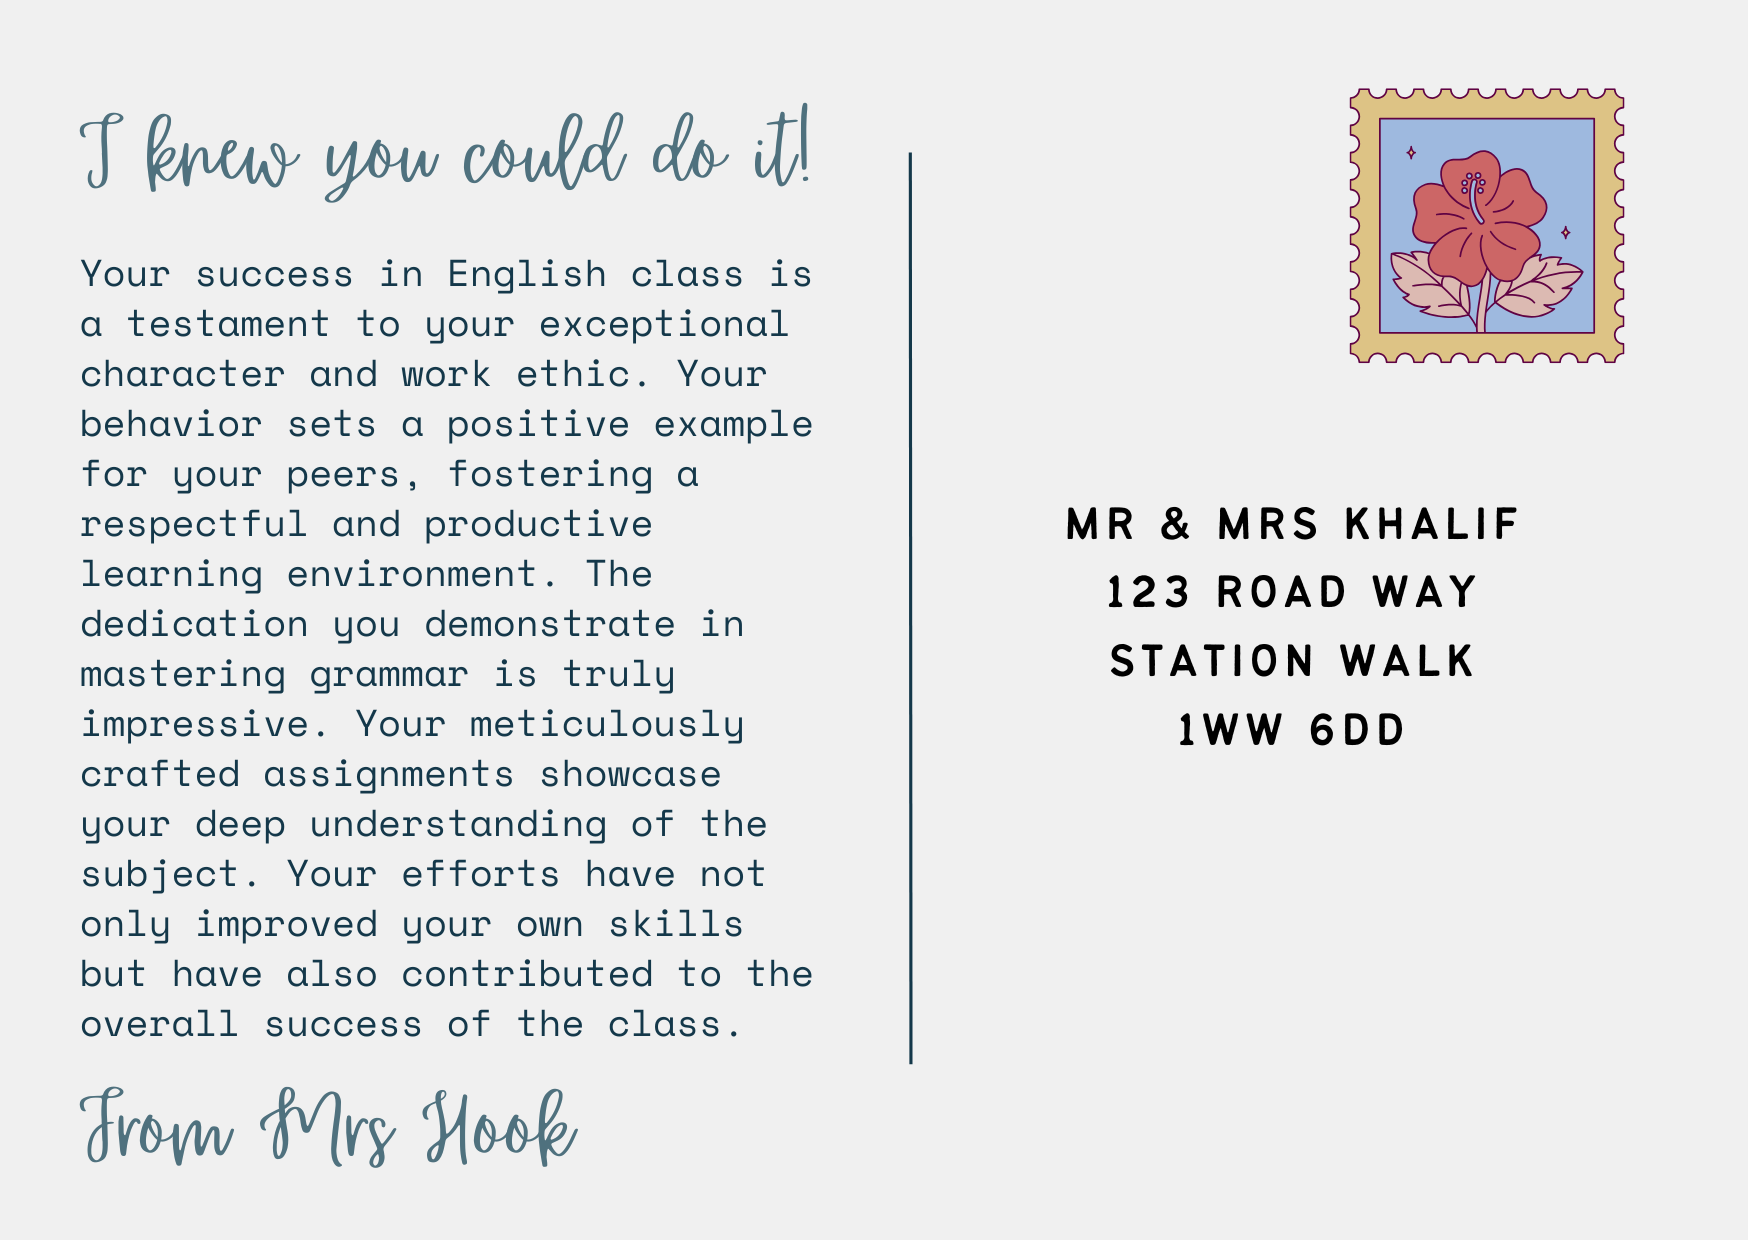 I knew you could do it!
Your success in English class is
a testament to your exceptional
character and work ethic. Your
behavior sets a positive example
for your peers, fostering a
respectful and productive
learning environment. The
dedication you demonstrate in
mastering grammar is truly
impressive. Your meticulously
crafted assignments showcase
your deep understanding of the
subject. Your efforts have not
only improved your own skills
but have also contributed to the
overall success of the class.
From Mrs Hook
MR & MRS KHALIF
123 ROAD WAY
STATION WALK
1WW 6DD